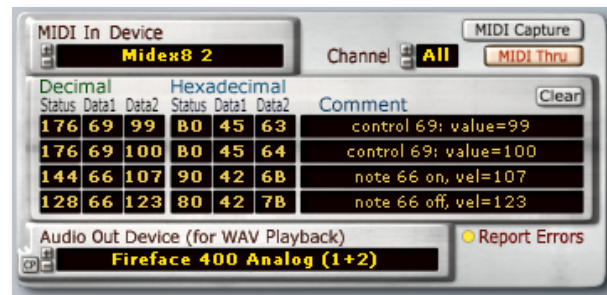 MIDI In Device
Midex8 2
Channel All
MIDI Capture
MIDI Thru
Decimal Hexadecimal
Status Data1 Data2 Status Data1 Data2 Comment
Clear
176 69 99 B0 45 63 control 69: value=99
176 69 100 B0 45 64 control 69: value=100
144 66 107 90 42 6B note 66 on, vel=107
128 66 123 80 42 7B note 66 off, vel=123
Audio Out Device (for WAV Playback)
Report Errors
CP
Fireface 400 Analog (1+2)